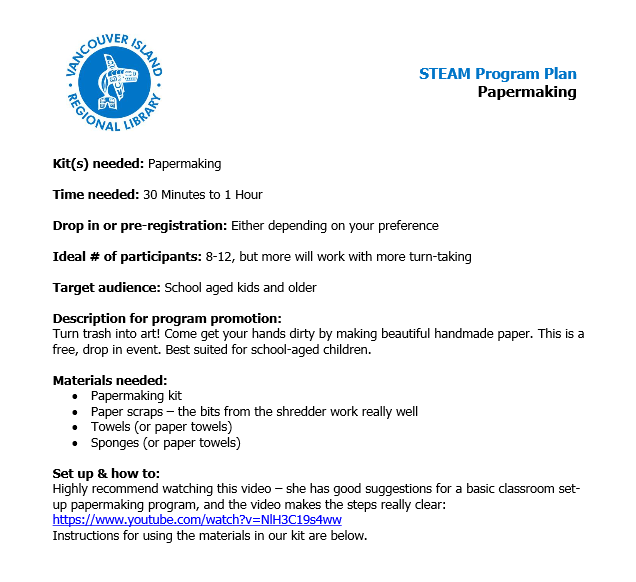 VANCOUVER ISLAND
REGIONAL LIBRARY
STEAM Program Plan
Papermaking
Kit(s) needed: Papermaking
Time needed: 30 Minutes to 1 Hour
Drop in or pre-registration: Either depending on your preference
Ideal # of participants: 8-12, but more will work with more turn-taking
Target audience: School aged kids and older
Description for program promotion:
Turn trash into art! Come get your hands dirty by making beautiful handmade paper. This is a
free, drop in event. Best suited for school-aged children.
Materials needed:
• Papermaking kit
• Paper scraps – the bits from the shredder work really well
• Towels (or paper towels)
• Sponges (or paper towels)
Set up & how to:
Highly recommend watching this video – she has good suggestions for a basic classroom set-
up papermaking program, and the video makes the steps really clear:
https://www.youtube.com/watch?v=NlH3C19s4ww
Instructions for using the materials in our kit are below.